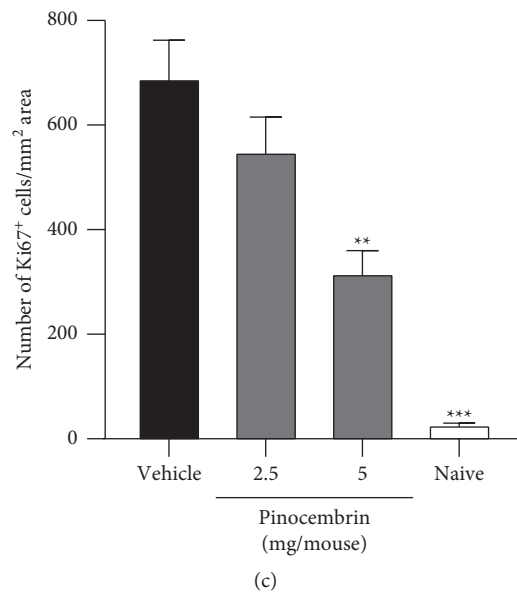 800
600
400
200
0
Number of Ki67⁺ cells/mm² area
**
***
Vehicle 2.5 5 Naive
Pinocembrin
(mg/mouse)
(c)